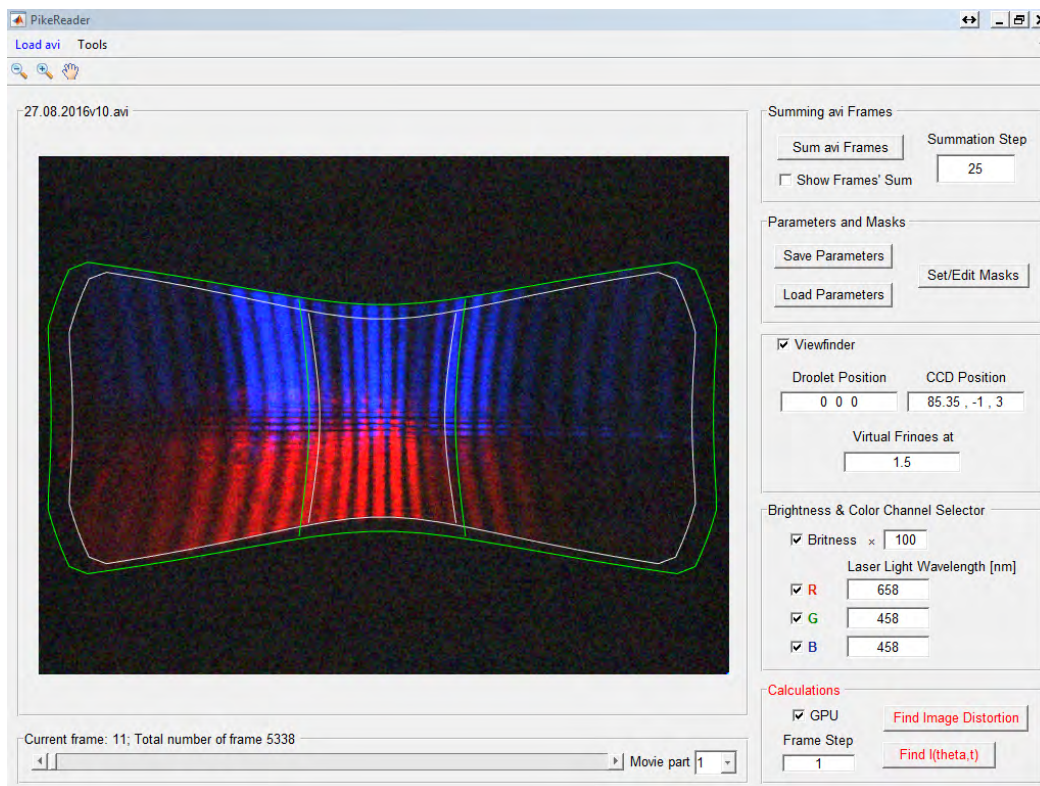 PikeReader
Load avi Tools
27.08.2016v10.avi
Summing avi Frames
Sum avi Frames
Summation Step
25
Show Frames' Sum
Parameters and Masks
Save Parameters
Set/Edit Masks
Load Parameters
Viewfinder
Droplet Position CCD Position
0 0 0 85.35 , -1 , 3
Virtual Fringes at
1.5
Brightness & Color Channel Selector
Britness × 100
Laser Light Wavelength [nm]
R 658
G 458
B 458
Calculations
GPU
Find Image Distortion
Frame Step
1
Find I(theta,t)
Current frame: 11; Total number of frame 5338
Movie part 1